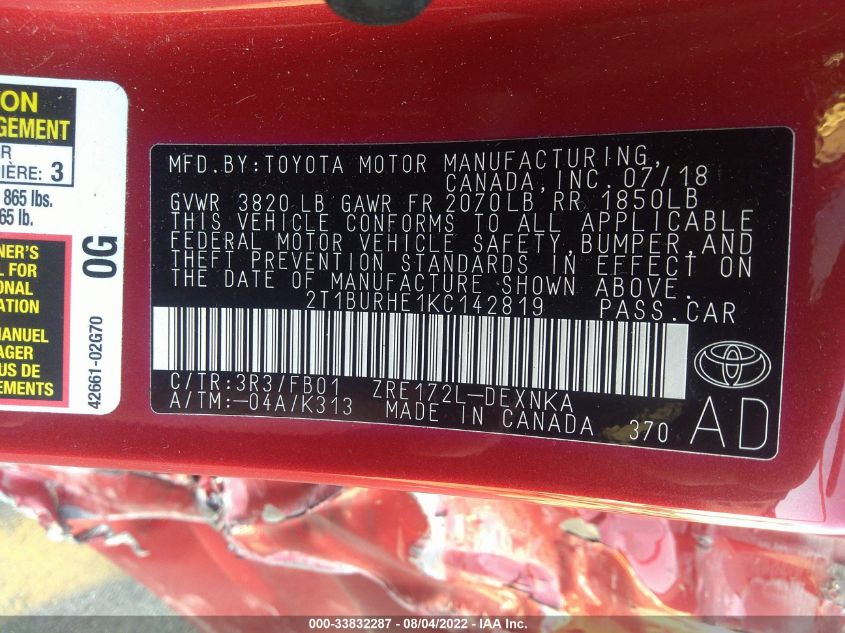 ON
GEMENT
R
IÈRE: 3
865 lbs.
65 lb.
NER'S
L FOR
ONAL
ON
MANUEL
AGER
US DE
EMENTS
0G
42661-02G70
MFD.BY:TOYOTA MOTOR MANUFACTURING,
CANADA,INC. 07/18
GVWR 3820 LB GAWR FR 2070LB RR 1850LB
THIS VEHICLE CONFORMS TO ALL APPLICABLE
FEDERAL MOTOR VEHICLE SAFETY,BUMPER,AND
THEFT PREVENTION STANDARDS IN EFFECT ON
THE DATE OF MANUFACTURE SHOWN ABOVE.
2T1BURHE1KC142819 PASS.CAR
C/TR:3R3/FB01 ZRE172L-DEXNKA
A/TM:-04A/K313 MADE IN CANADA 370
AD
000-33832287 - 08/04/2022 - IAA Inc.